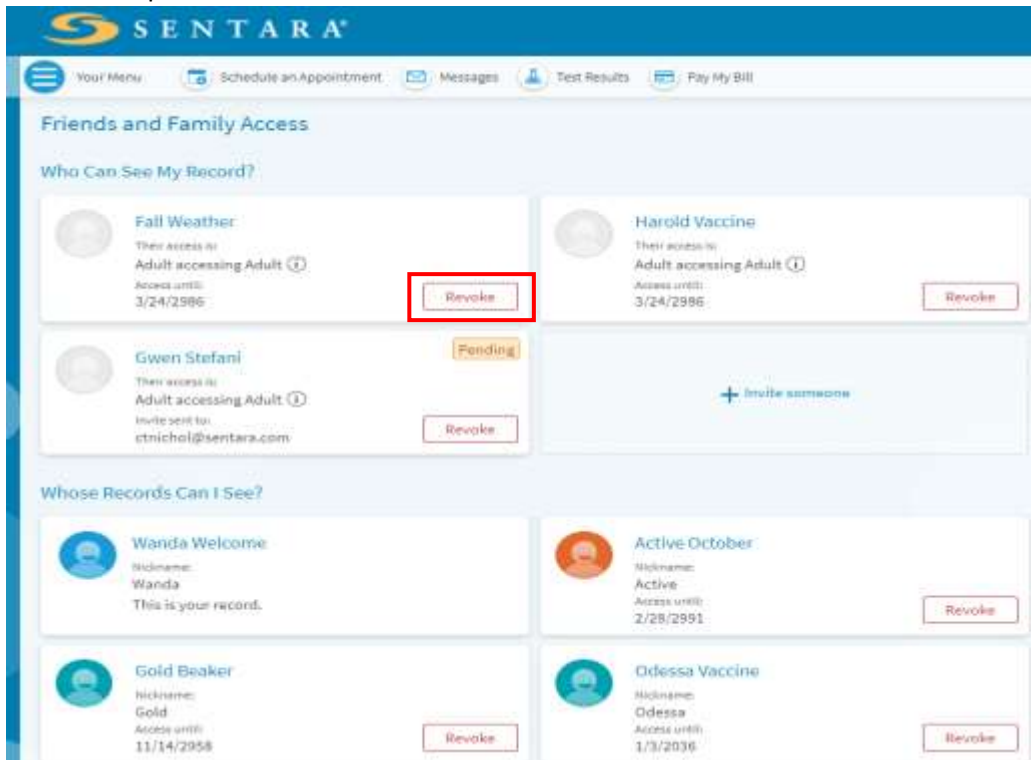 SENTARA®
Your Menu Schedule an Appointment Messages Test Results Pay My Bill
Friends and Family Access
Who Can See My Record?
Fall Weather
Their access is:
Adult accessing Adult
Access until:
3/24/2986
Revoke
Harold Vaccine
Their access is:
Adult accessing Adult
Access until:
3/24/2986
Revoke
Gwen Stefani
Pending
Their access is:
Adult accessing Adult
Invite sent to:
ctnichol@sentara.com
Revoke
+ Invite someone
Whose Records Can I See?
Wanda Welcome
Nickname:
Wanda
This is your record.
Active October
Nickname:
Active
Access until:
2/28/2991
Revoke
Gold Beaker
Nickname:
Gold
Access until:
11/14/2958
Revoke
Odessa Vaccine
Nickname:
Odessa
Access until:
1/3/2036
Revoke